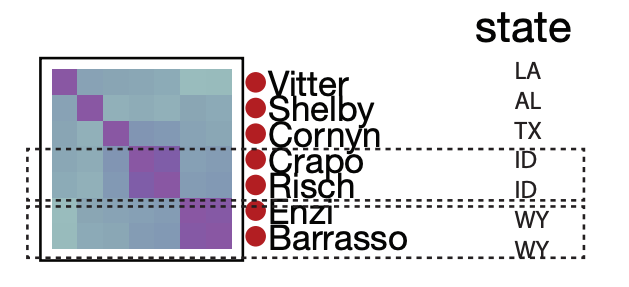 state
Vitter LA
Shelby AL
Cornyn TX
Crapo ID
Risch ID
Enzi WY
Barrasso WY